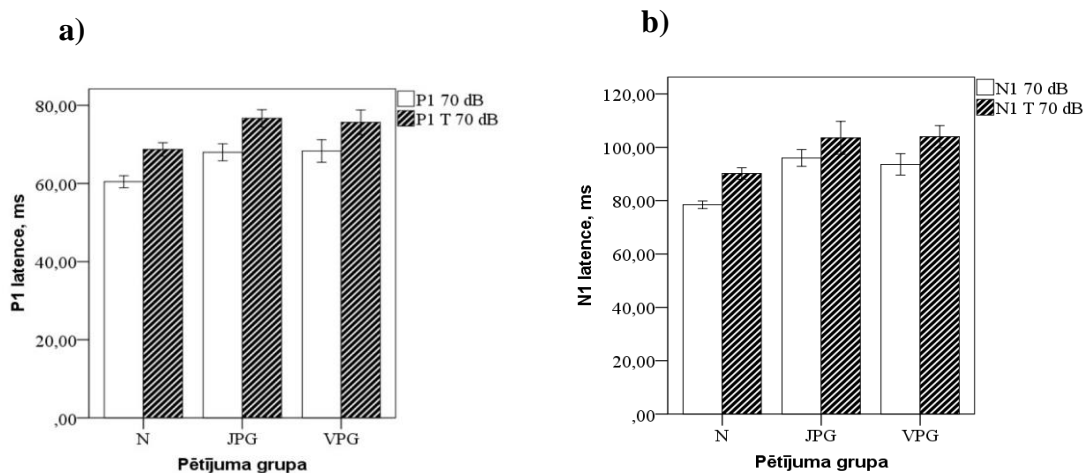 a)
P1 70 dB
P1 T 70 dB
80,00
60,00
40,00
20,00
,00
P1 latence, ms
N JPG VPG
Pētījuma grupa
b)
N1 70 dB
N1 T 70 dB
120,00
100,00
80,00
60,00
40,00
20,00
,00
N1 latence, ms
N JPG VPG
Pētījuma grupa